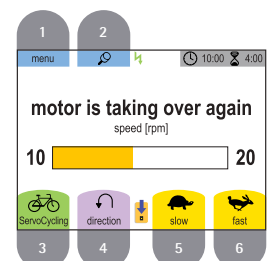 1 2
menu 10:00 4:00
motor is taking over again
speed [rpm]
10 20
ServoCycling direction slow fast
3 4 5 6